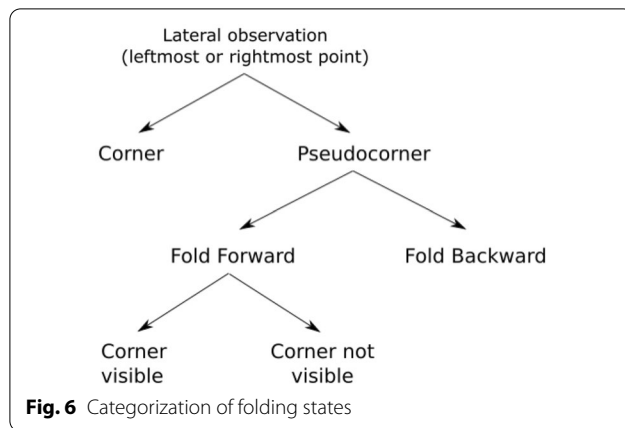 Lateral observation
(leftmost or rightmost point)
Corner
Pseudocorner
Fold Forward
Fold Backward
Corner
visible
Corner not
visible
Fig. 6 Categorization of folding states